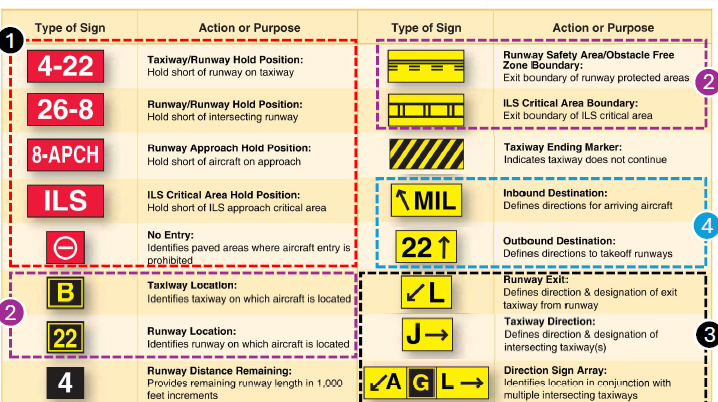 Type of Sign
Action or Purpose
1
4-22
Taxiway/Runway Hold Position:
Hold short of runway on taxiway
26-8
Runway/Runway Hold Position:
Hold short of intersecting runway
8-APCH
Runway Approach Hold Position:
Hold short of aircraft on approach
ILS
ILS Critical Area Hold Position:
Hold short of ILS approach critical area
No Entry:
Identifies paved areas where aircraft entry is
prohibited
2
B
Taxiway Location:
Identifies taxiway on which aircraft is located
22
Runway Location:
Identifies runway on which aircraft is located
4
Runway Distance Remaining:
Provides remaining runway length in 1,000
feet increments
Type of Sign
Action or Purpose
Runway Safety Area/Obstacle Free
Zone Boundary:
Exit boundary of runway protected areas
2
ILS Critical Area Boundary:
Exit boundary of ILS critical area
Taxiway Ending Marker:
Indicates taxiway does not continue
↖MIL
Inbound Destination:
Defines directions for arriving aircraft
4
22↑
Outbound Destination:
Defines directions to takeoff runways
↙L
Runway Exit:
Defines direction & designation of exit
taxiway from runway
3
J→
Taxiway Direction:
Defines direction & designation of
intersecting taxiway(s)
↙A G L→
Direction Sign Array:
Identifies location in conjunction with
multiple intersecting taxiways